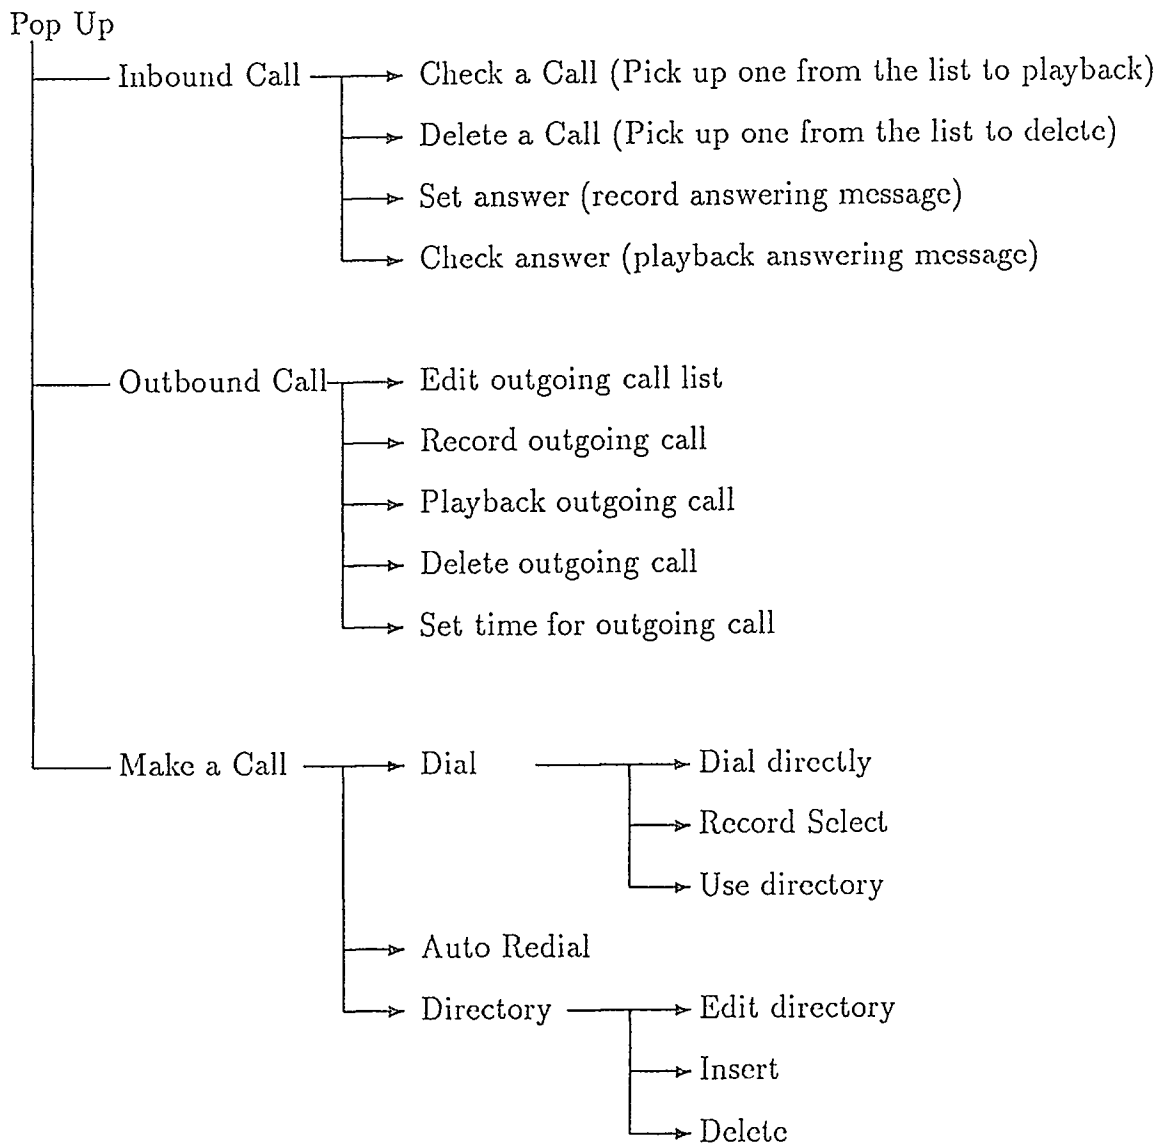 Pop Up
Inbound Call
Check a Call (Pick up one from the list to playback)
Delete a Call (Pick up one from the list to delete)
Set answer (record answering message)
Check answer (playback answering message)
Outbound Call
Edit outgoing call list
Record outgoing call
Playback outgoing call
Delete outgoing call
Set time for outgoing call
Make a Call
Dial
Dial directly
Record Select
Use directory
Auto Redial
Directory
Edit directory
Insert
Delete